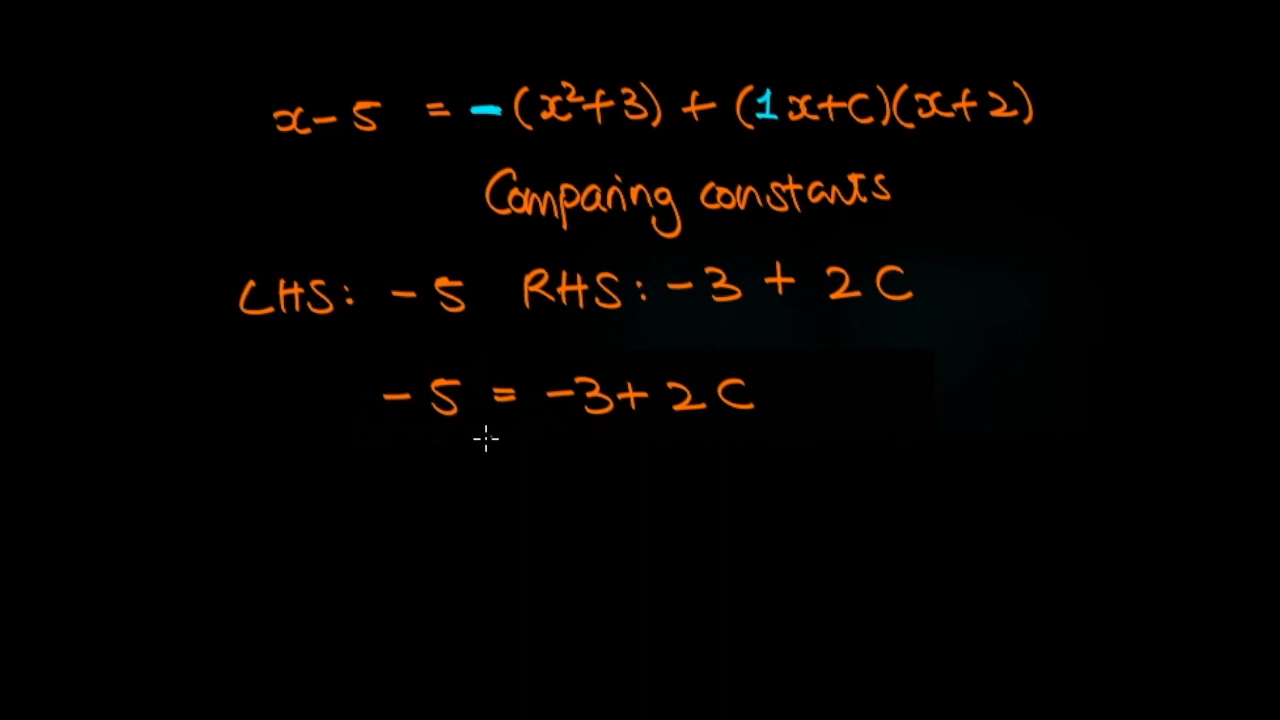 x-5 = -(x²+3) + (1x+C)(x+2)
Comparing constants
LHS: -5 RHS: -3 + 2C
-5 = -3+2C